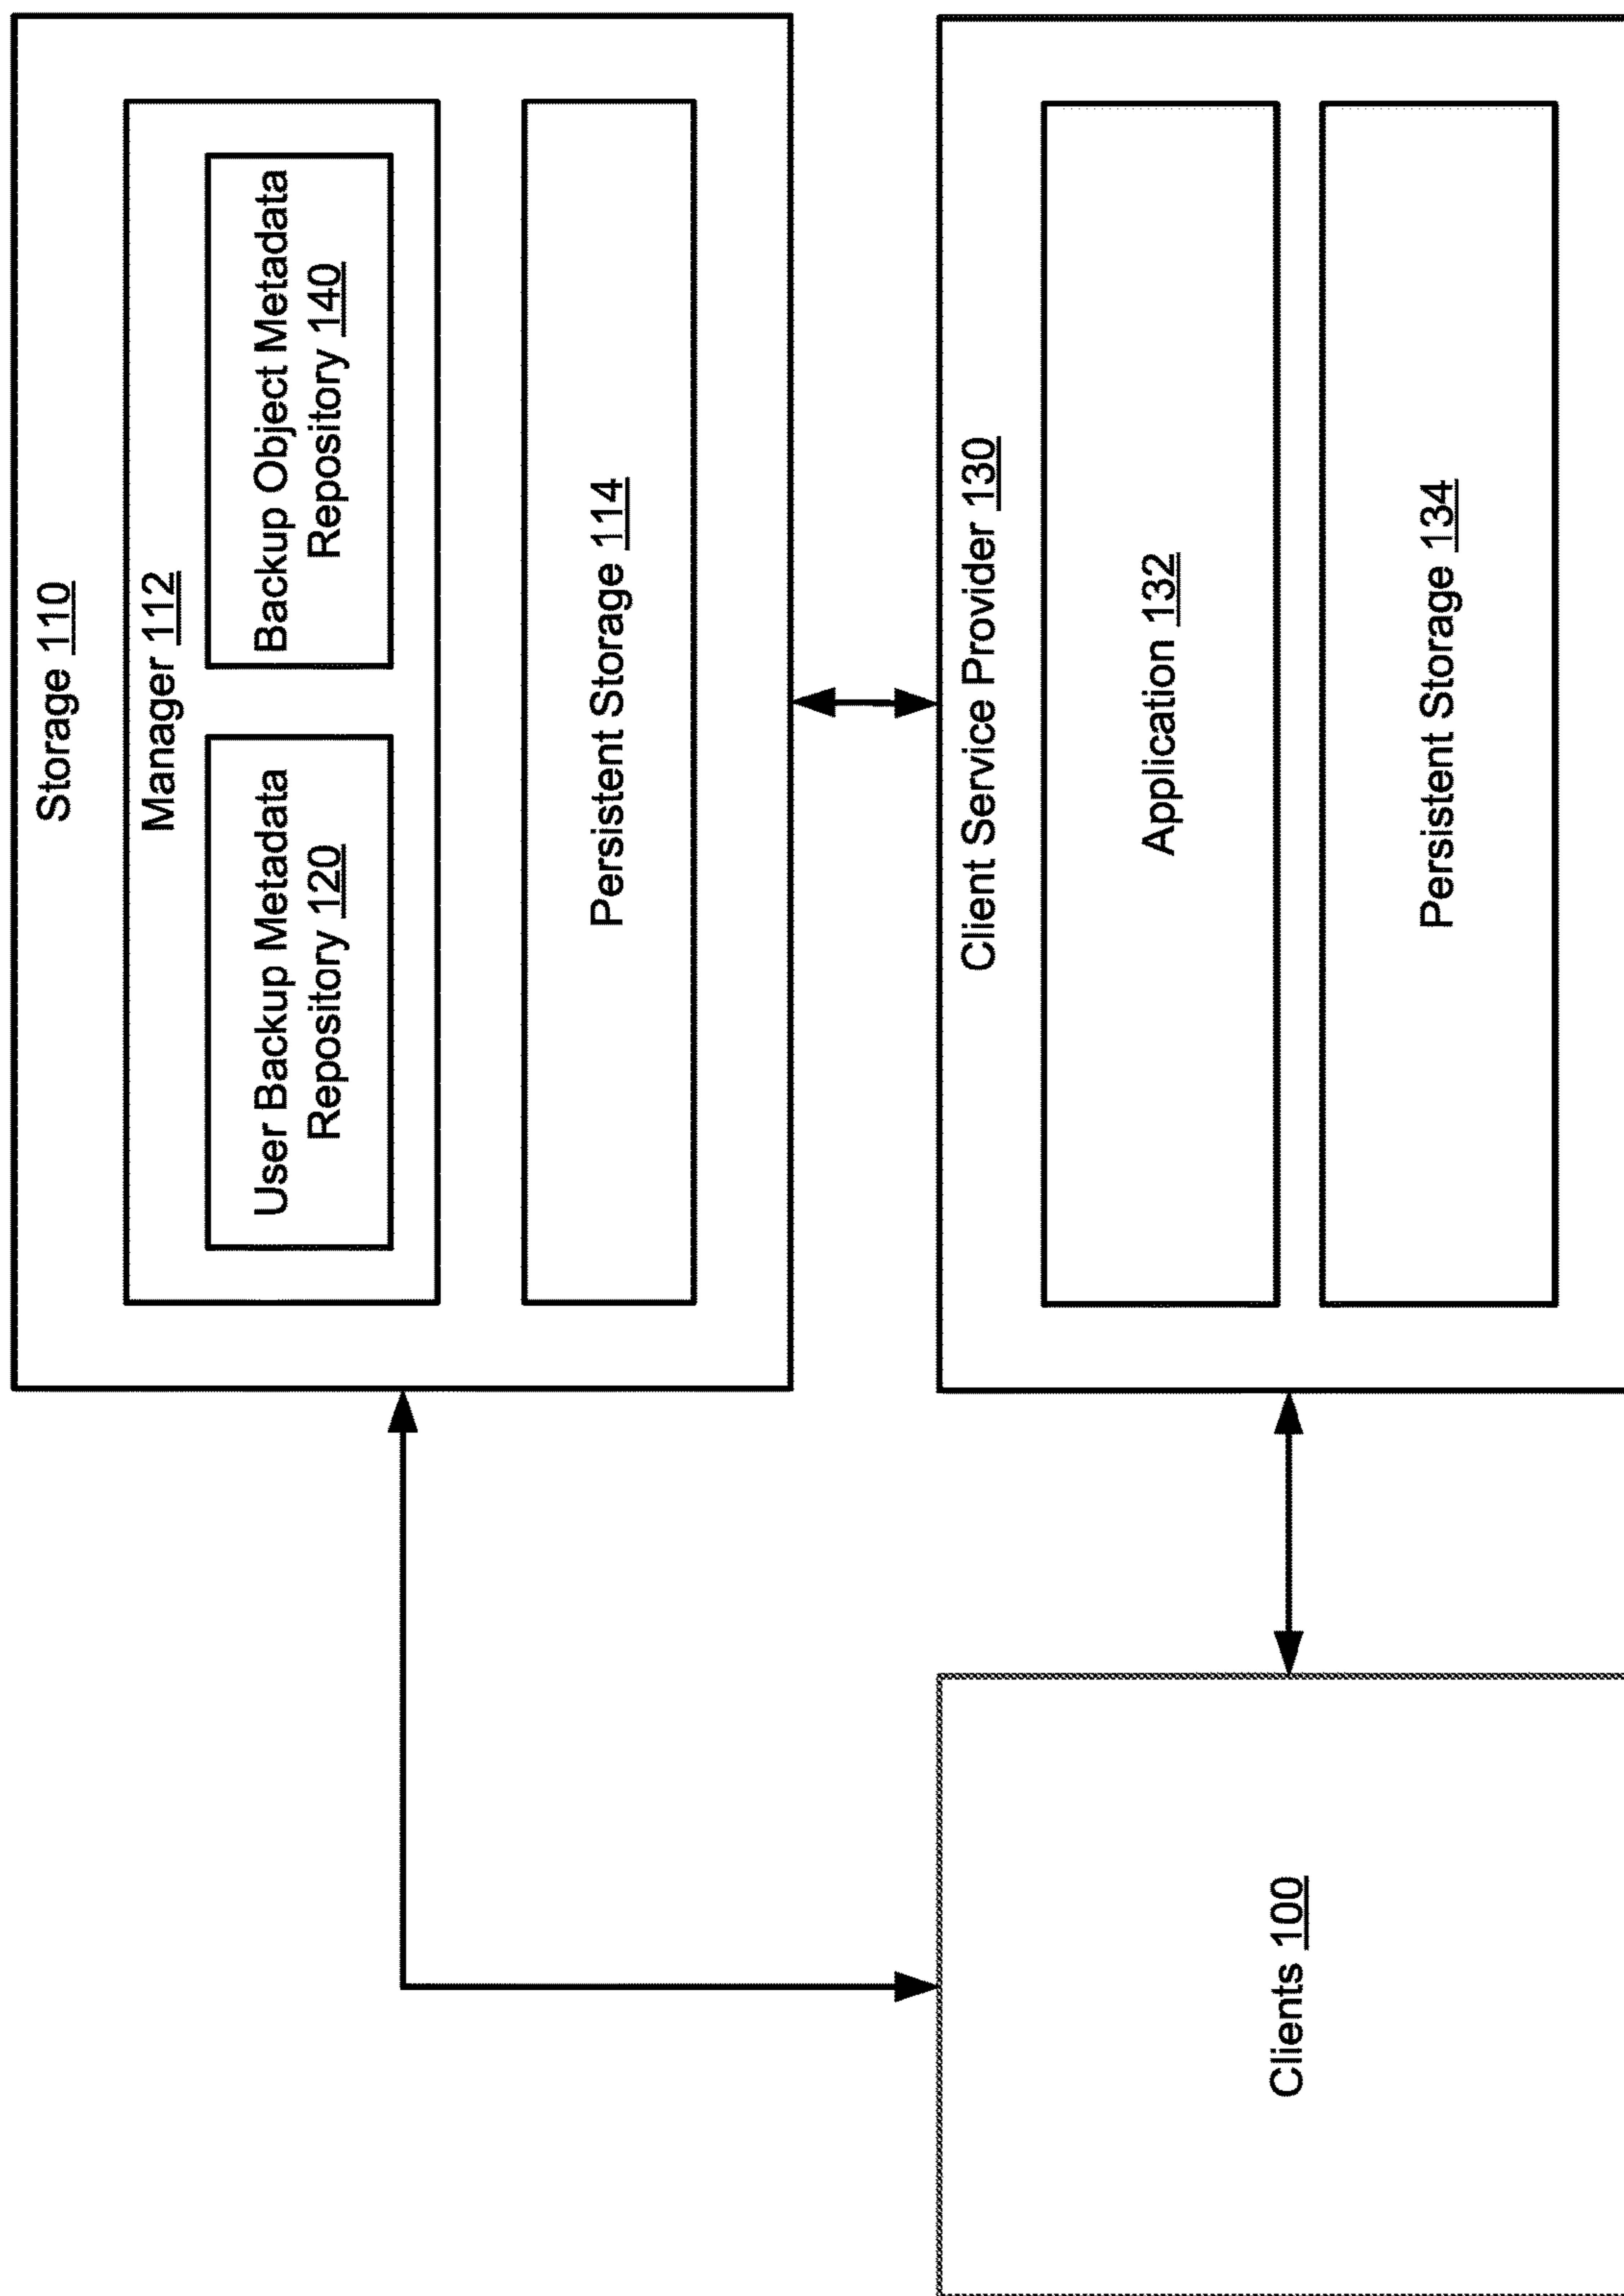 Storage 110
Manager 112
User Backup Metadata
Repository 120
Backup Object Metadata
Repository 140
Persistent Storage 114
Client Service Provider 130
Application 132
Persistent Storage 134
Clients 100